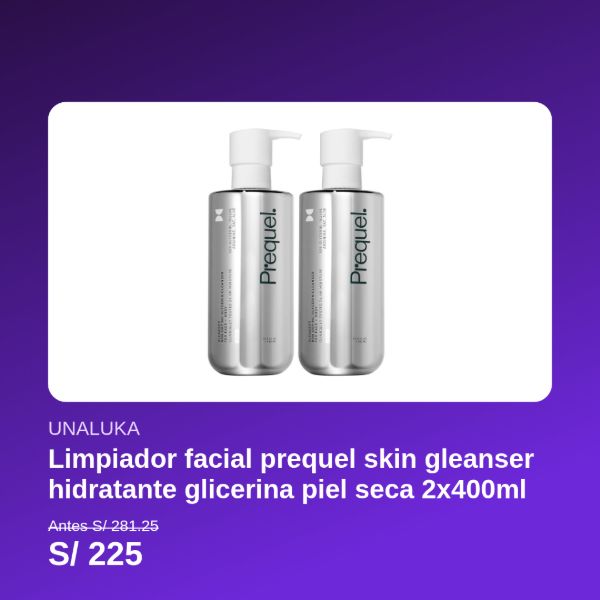 Prequel.
Prequel.
UNALUKA
Limpiador facial prequel skin gleanser
hidratante glicerina piel seca 2x400ml
Antes S/ 281.25
S/ 225